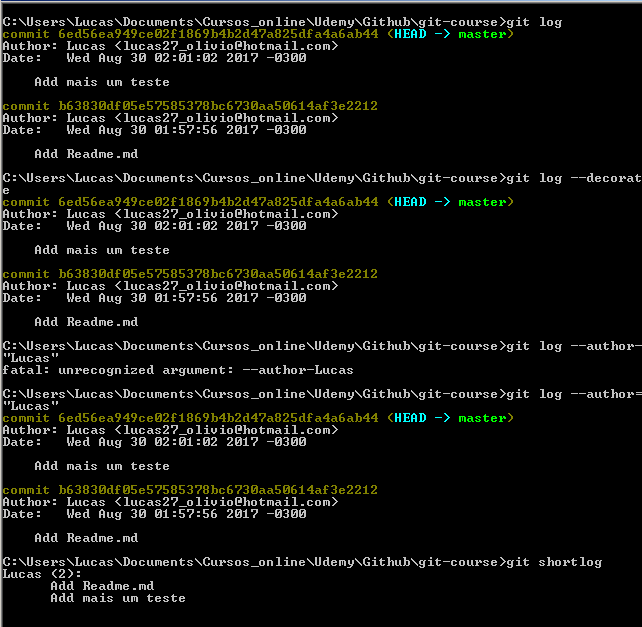 C:\Users\Lucas\Documents\Cursos_online\Udemy\Github\git-course>git log
commit 6ed56ea949ce02f1869b4b2d47a825dfa4a6ab44 (HEAD -> master)
Author: Lucas <lucas27_olivio@hotmail.com>
Date:   Wed Aug 30 02:01:02 2017 -0300
    Add mais um teste
commit b63830df05e57585378bc6730aa50614af3e2212
Author: Lucas <lucas27_olivio@hotmail.com>
Date:   Wed Aug 30 01:57:56 2017 -0300
    Add Readme.md
C:\Users\Lucas\Documents\Cursos_online\Udemy\Github\git-course>git log --decorat
e
commit 6ed56ea949ce02f1869b4b2d47a825dfa4a6ab44 (HEAD -> master)
Author: Lucas <lucas27_olivio@hotmail.com>
Date:   Wed Aug 30 02:01:02 2017 -0300
    Add mais um teste
commit b63830df05e57585378bc6730aa50614af3e2212
Author: Lucas <lucas27_olivio@hotmail.com>
Date:   Wed Aug 30 01:57:56 2017 -0300
    Add Readme.md
C:\Users\Lucas\Documents\Cursos_online\Udemy\Github\git-course>git log --author-
"Lucas"
fatal: unrecognized argument: --author-Lucas
C:\Users\Lucas\Documents\Cursos_online\Udemy\Github\git-course>git log --author=
"Lucas"
commit 6ed56ea949ce02f1869b4b2d47a825dfa4a6ab44 (HEAD -> master)
Author: Lucas <lucas27_olivio@hotmail.com>
Date:   Wed Aug 30 02:01:02 2017 -0300
    Add mais um teste
commit b63830df05e57585378bc6730aa50614af3e2212
Author: Lucas <lucas27_olivio@hotmail.com>
Date:   Wed Aug 30 01:57:56 2017 -0300
    Add Readme.md
C:\Users\Lucas\Documents\Cursos_online\Udemy\Github\git-course>git shortlog
Lucas (2):
      Add Readme.md
      Add mais um teste